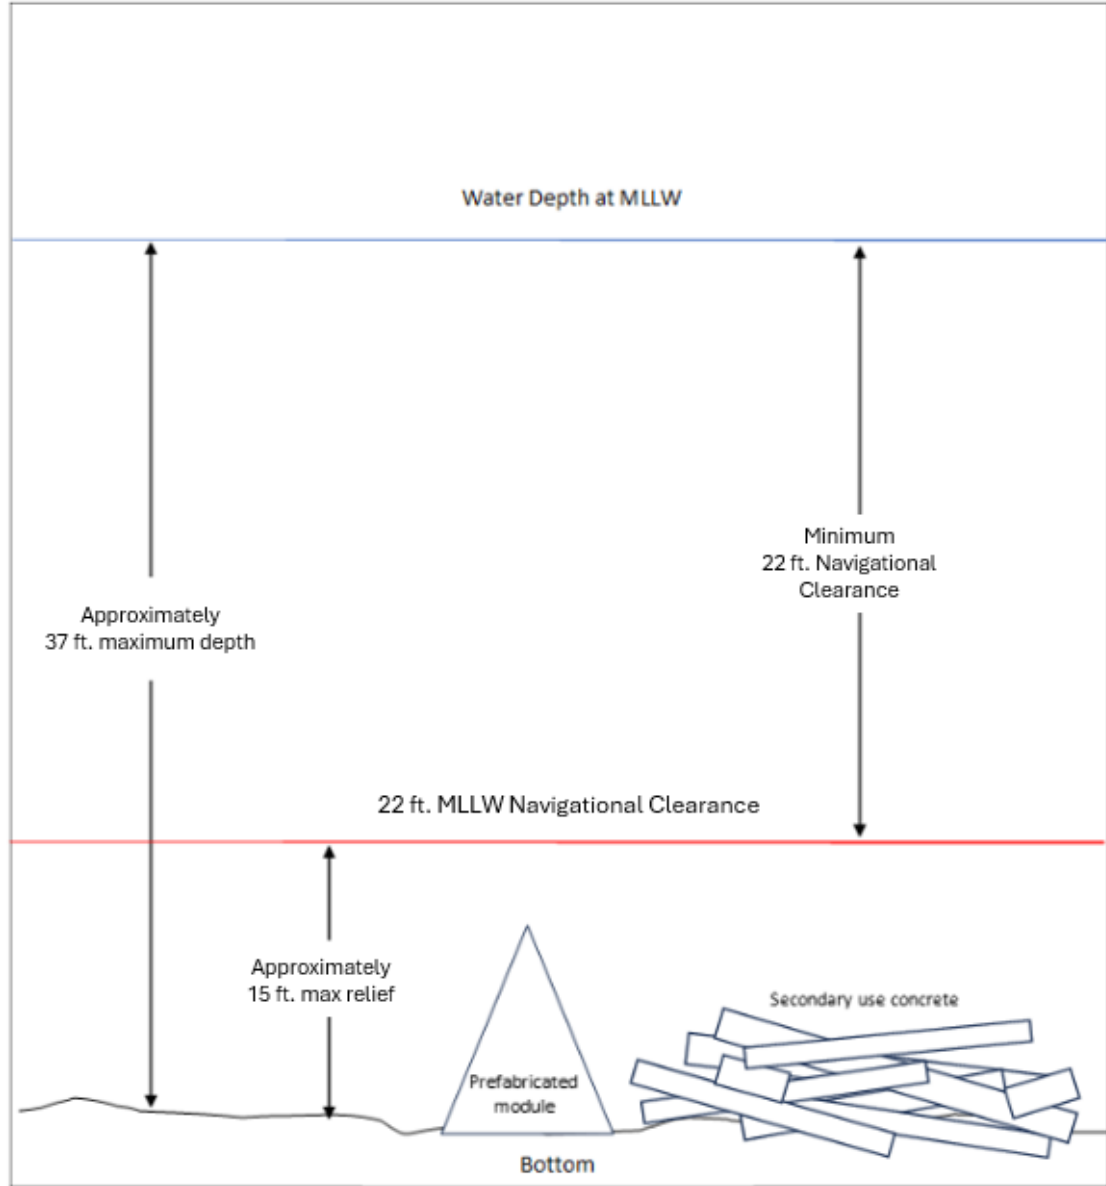 Water Depth at MLLW
Minimum
22 ft. Navigational
Clearance
Approximately
37 ft. maximum depth
22 ft. MLLW Navigational Clearance
Approximately
15 ft. max relief
Secondary use concrete
Prefabricated
module
Bottom